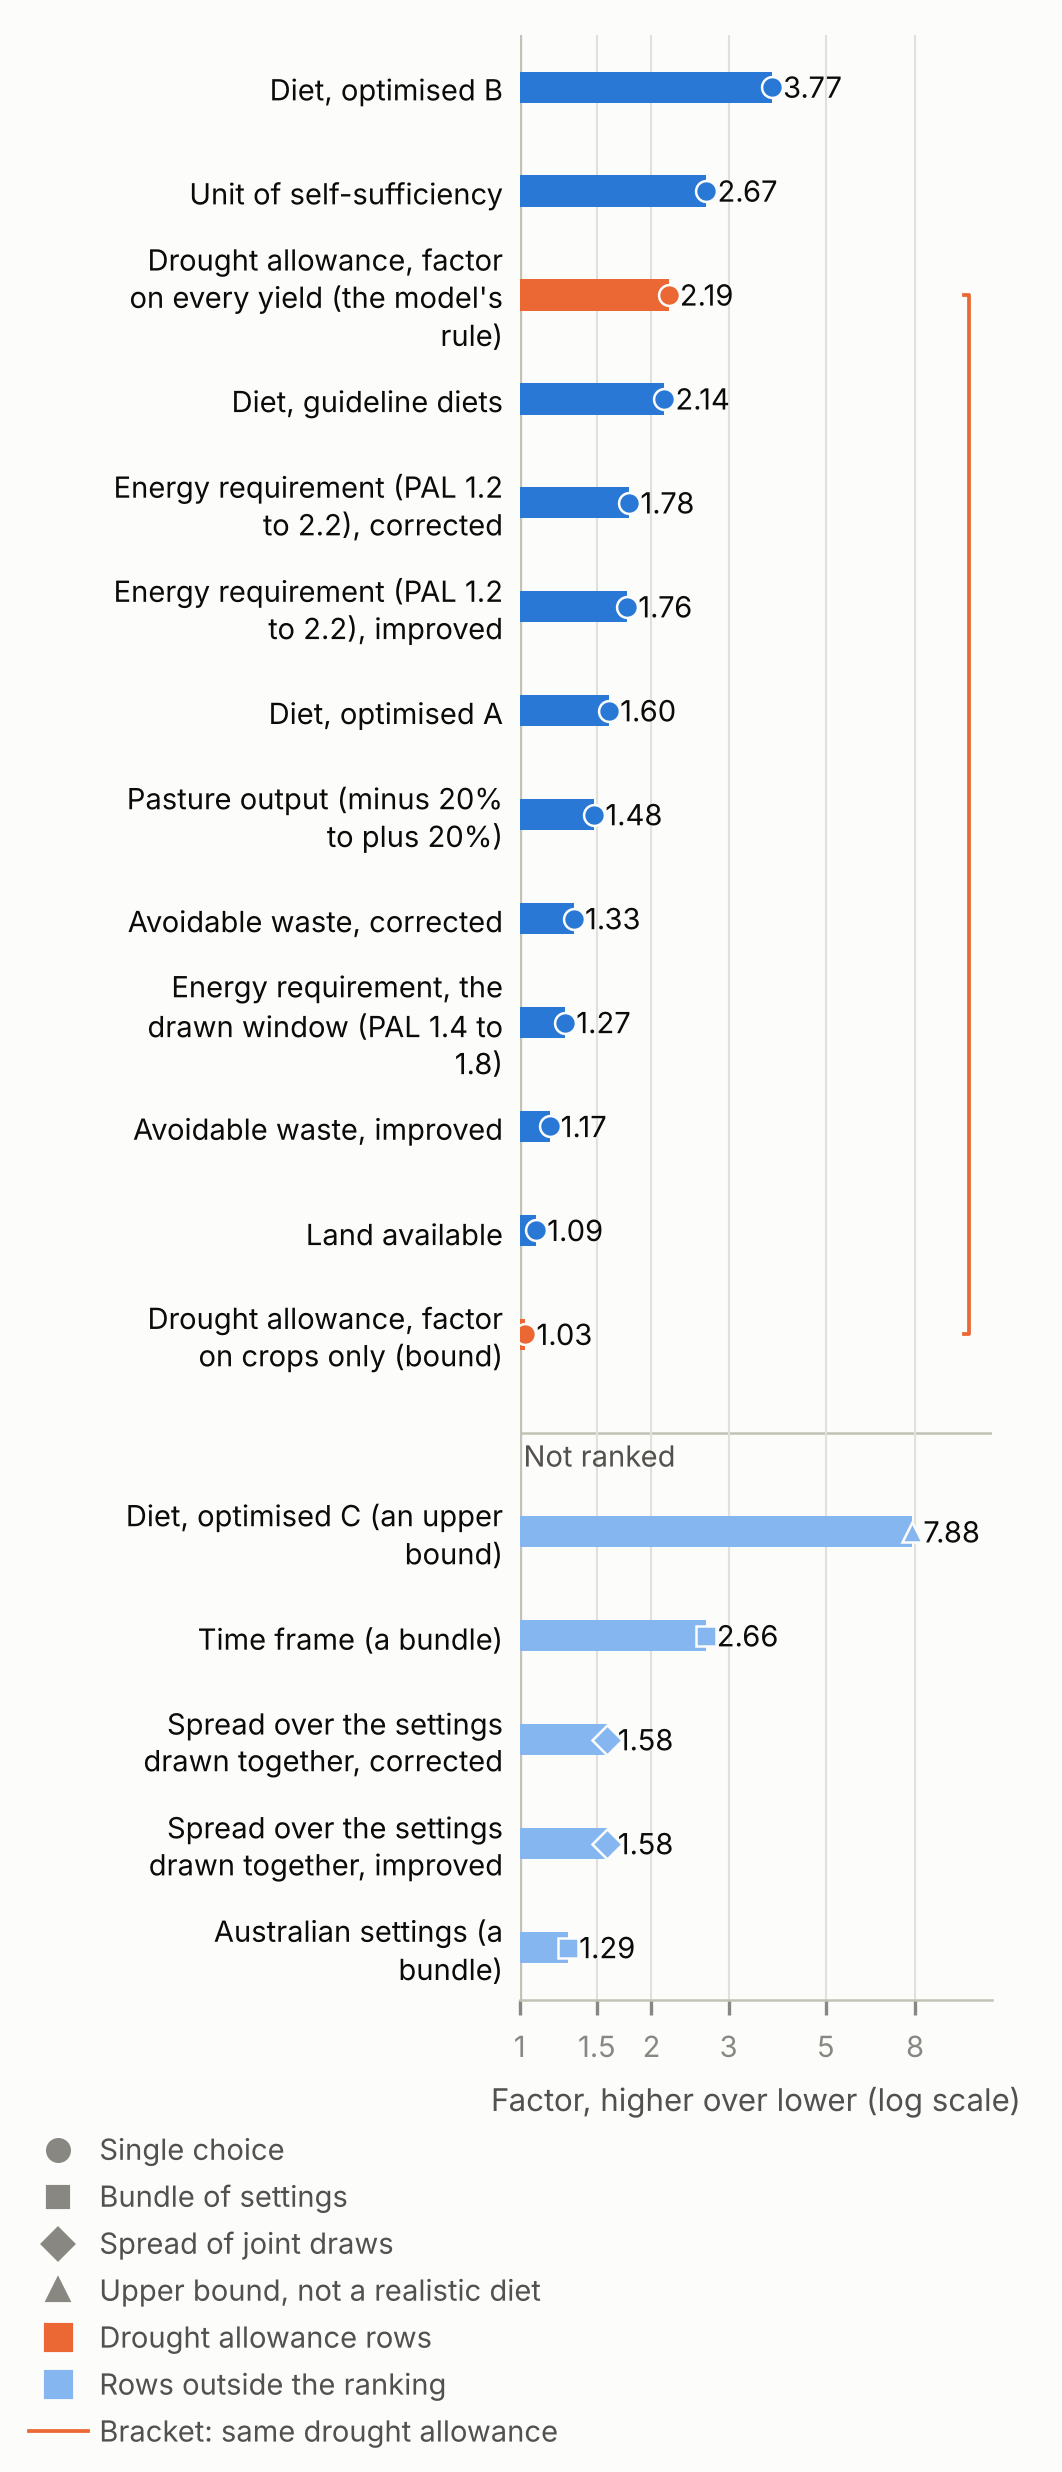 Diet, optimised B
3.77
Unit of self-sufficiency
2.67
Drought allowance, factor
on every yield (the model's
rule)
2.19
Diet, guideline diets
2.14
Energy requirement (PAL 1.2
to 2.2), corrected
1.78
Energy requirement (PAL 1.2
to 2.2), improved
1.76
Diet, optimised A
1.60
Pasture output (minus 20%
to plus 20%)
1.48
Avoidable waste, corrected
1.33
Energy requirement, the
drawn window (PAL 1.4 to
1.8)
1.27
Avoidable waste, improved
1.17
Land available
1.09
Drought allowance, factor
on crops only (bound)
1.03
Not ranked
Diet, optimised C (an upper
bound)
7.88
Time frame (a bundle)
2.66
Spread over the settings
drawn together, corrected
1.58
Spread over the settings
drawn together, improved
1.58
Australian settings (a
bundle)
1.29
1 1.5 2 3 5 8
Factor, higher over lower (log scale)
Single choice
Bundle of settings
Spread of joint draws
Upper bound, not a realistic diet
Drought allowance rows
Rows outside the ranking
Bracket: same drought allowance